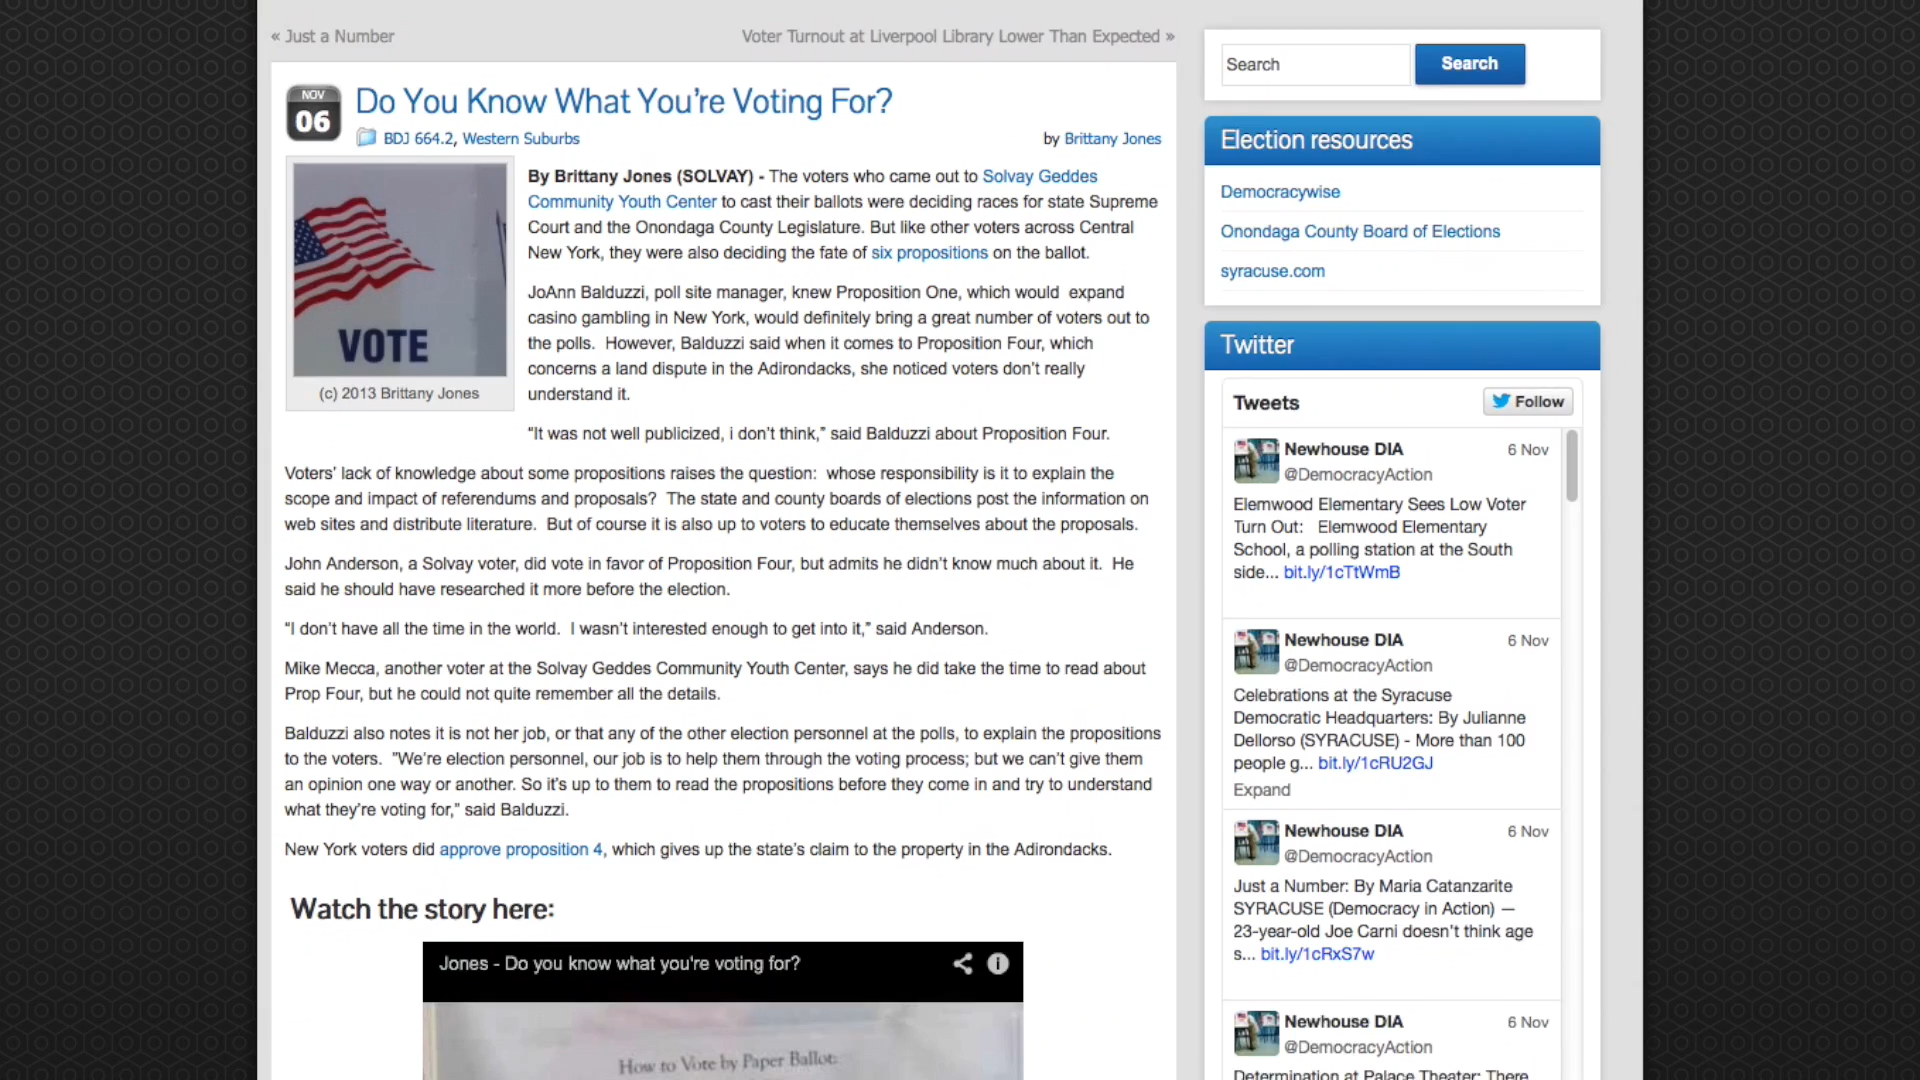 « Just a Number
Voter Turnout at Liverpool Library Lower Than Expected »
NOV
06
Do You Know What You're Voting For?
BDJ 664.2, Western Suburbs
by Brittany Jones
VOTE
(c) 2013 Brittany Jones
By Brittany Jones (SOLVAY) - The voters who came out to Solvay Geddes
Community Youth Center to cast their ballots were deciding races for state Supreme
Court and the Onondaga County Legislature. But like other voters across Central
New York, they were also deciding the fate of six propositions on the ballot.
JoAnn Balduzzi, poll site manager, knew Proposition One, which would  expand
casino gambling in New York, would definitely bring a great number of voters out to
the polls.  However, Balduzzi said when it comes to Proposition Four, which
concerns a land dispute in the Adirondacks, she noticed voters don't really
understand it.
“It was not well publicized, i don't think,” said Balduzzi about Proposition Four.
Voters' lack of knowledge about some propositions raises the question:  whose responsibility is it to explain the
scope and impact of referendums and proposals?  The state and county boards of elections post the information on
web sites and distribute literature.  But of course it is also up to voters to educate themselves about the proposals.
John Anderson, a Solvay voter, did vote in favor of Proposition Four, but admits he didn't know much about it.  He
said he should have researched it more before the election.
“I don't have all the time in the world.  I wasn't interested enough to get into it,” said Anderson.
Mike Mecca, another voter at the Solvay Geddes Community Youth Center, says he did take the time to read about
Prop Four, but he could not quite remember all the details.
Balduzzi also notes it is not her job, or that any of the other election personnel at the polls, to explain the propositions
to the voters.  ”We're election personnel, our job is to help them through the voting process; but we can't give them
an opinion one way or another. So it's up to them to read the propositions before they come in and try to understand
what they're voting for,” said Balduzzi.
New York voters did approve proposition 4, which gives up the state's claim to the property in the Adirondacks.
Watch the story here:
Jones - Do you know what you're voting for?
How to Vote by Paper Ballot:
Search
Search
Election resources
Democracywise
Onondaga County Board of Elections
syracuse.com
Twitter
Tweets
Follow
Newhouse DIA
6 Nov
@DemocracyAction
Elemwood Elementary Sees Low Voter
Turn Out:   Elemwood Elementary
School, a polling station at the South
side... bit.ly/1cTtWmB
Newhouse DIA
6 Nov
@DemocracyAction
Celebrations at the Syracuse
Democratic Headquarters: By Julianne
Dellorso (SYRACUSE) - More than 100
people g... bit.ly/1cRU2GJ
Expand
Newhouse DIA
6 Nov
@DemocracyAction
Just a Number: By Maria Catanzarite
SYRACUSE (Democracy in Action) —
23-year-old Joe Carni doesn't think age
s... bit.ly/1cRxS7w
Newhouse DIA
6 Nov
@DemocracyAction
Determination at Palace Theater: There